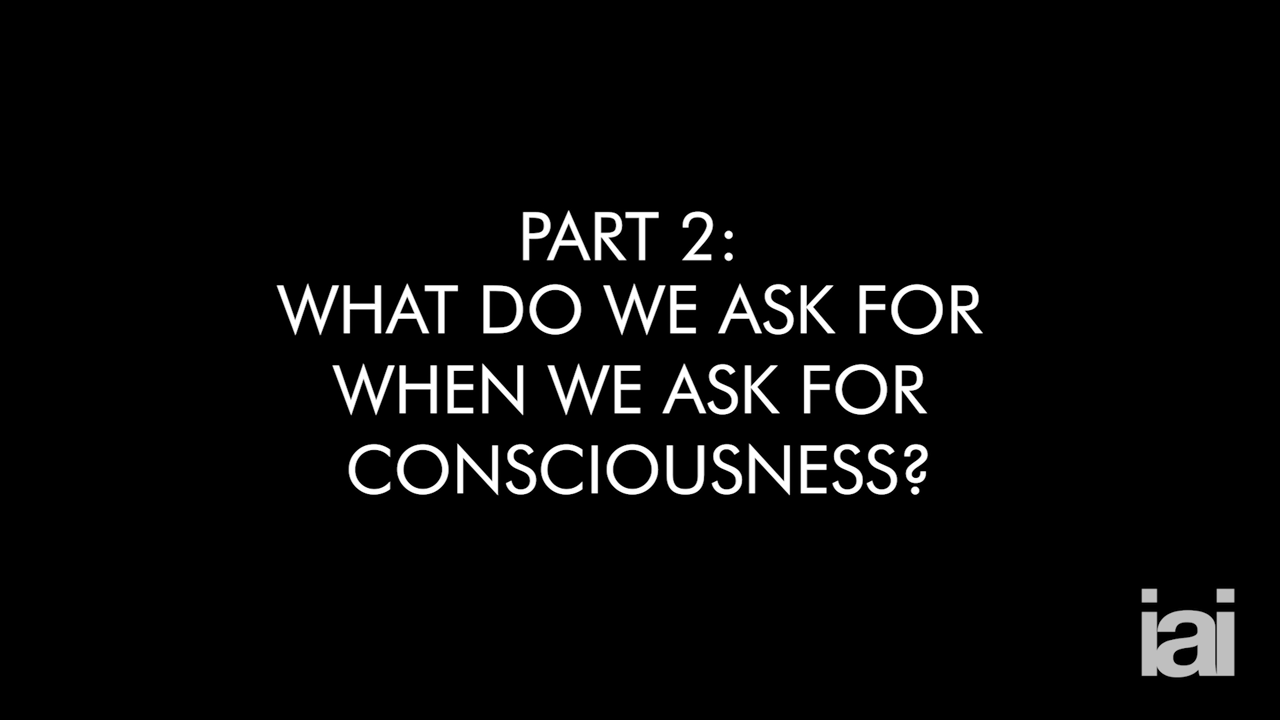 PART 2:
WHAT DO WE ASK FOR
WHEN WE ASK FOR
CONSCIOUSNESS?
iai